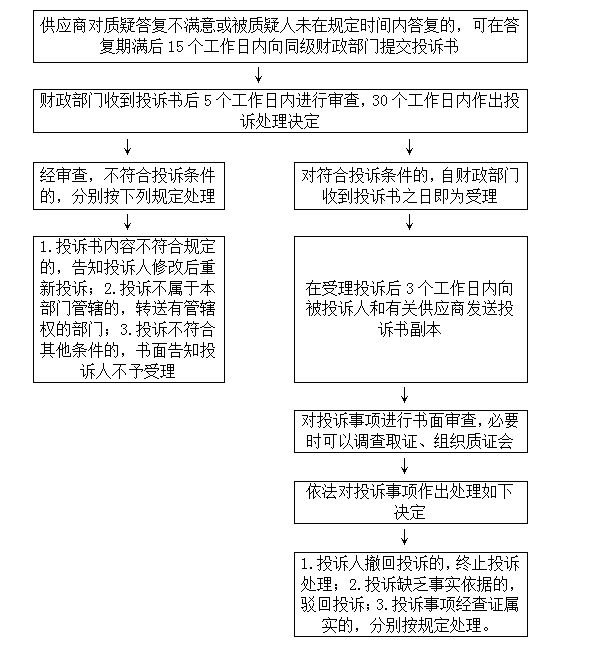 供应商对质疑答复不满意或被质疑人未在规定时间内答复的，可在答
复期满后 15 个工作日内向同级财政部门提交投诉书
财政部门收到投诉书后 5 个工作日内进行审查，30 个工作日内作出投
诉处理决定
经审查，不符合投诉条件
的，分别按下列规定处理
1.投诉书内容不符合规定
的，告知投诉人修改后重
新投诉；2.投诉不属于本
部门管辖的，转送有管辖
权的部门；3.投诉不符合
其他条件的，书面告知投
诉人不予受理
对符合投诉条件的，自财政部门
收到投诉书之日即为受理
在受理投诉后 3 个工作日内向
被投诉人和有关供应商发送投
诉书副本
对投诉事项进行书面审查，必要
时可以调查取证、组织质证会
依法对投诉事项作出处理如下
决定
1.投诉人撤回投诉的，终止投诉
处理；2.投诉缺乏事实依据的，
驳回投诉；3.投诉事项经查证属
实的，分别按规定处理。